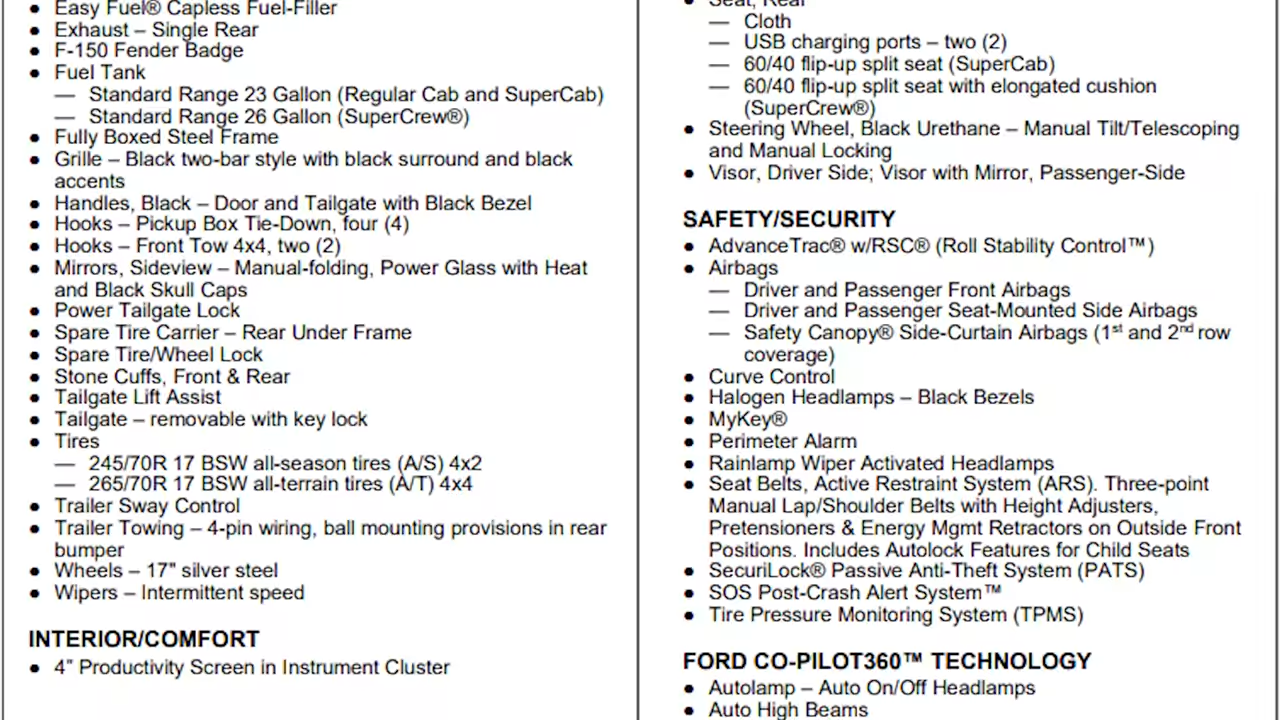 ● Easy Fuel® Capless Fuel-Filler
● Exhaust – Single Rear
● F-150 Fender Badge
● Fuel Tank
— Standard Range 23 Gallon (Regular Cab and SuperCab)
— Standard Range 26 Gallon (SuperCrew®)
● Fully Boxed Steel Frame
● Grille – Black two-bar style with black surround and black
accents
● Handles, Black – Door and Tailgate with Black Bezel
● Hooks – Pickup Box Tie-Down, four (4)
● Hooks – Front Tow 4x4, two (2)
● Mirrors, Sideview – Manual-folding, Power Glass with Heat
and Black Skull Caps
● Power Tailgate Lock
● Spare Tire Carrier – Rear Under Frame
● Spare Tire/Wheel Lock
● Stone Cuffs, Front & Rear
● Tailgate Lift Assist
● Tailgate – removable with key lock
● Tires
— 245/70R 17 BSW all-season tires (A/S) 4x2
— 265/70R 17 BSW all-terrain tires (A/T) 4x4
● Trailer Sway Control
● Trailer Towing – 4-pin wiring, ball mounting provisions in rear
bumper
● Wheels – 17" silver steel
● Wipers – Intermittent speed
INTERIOR/COMFORT
● 4" Productivity Screen in Instrument Cluster
● Seat, Rear
— Cloth
— USB charging ports – two (2)
— 60/40 flip-up split seat (SuperCab)
— 60/40 flip-up split seat with elongated cushion
(SuperCrew®)
● Steering Wheel, Black Urethane – Manual Tilt/Telescoping
and Manual Locking
● Visor, Driver Side; Visor with Mirror, Passenger-Side
SAFETY/SECURITY
● AdvanceTrac® w/RSC® (Roll Stability Control™)
● Airbags
— Driver and Passenger Front Airbags
— Driver and Passenger Seat-Mounted Side Airbags
— Safety Canopy® Side-Curtain Airbags (1st and 2nd row
coverage)
● Curve Control
● Halogen Headlamps – Black Bezels
● MyKey®
● Perimeter Alarm
● Rainlamp Wiper Activated Headlamps
● Seat Belts, Active Restraint System (ARS). Three-point
Manual Lap/Shoulder Belts with Height Adjusters,
Pretensioners & Energy Mgmt Retractors on Outside Front
Positions. Includes Autolock Features for Child Seats
● SecuriLock® Passive Anti-Theft System (PATS)
● SOS Post-Crash Alert System™
● Tire Pressure Monitoring System (TPMS)
FORD CO-PILOT360™ TECHNOLOGY
● Autolamp – Auto On/Off Headlamps
● Auto High Beams